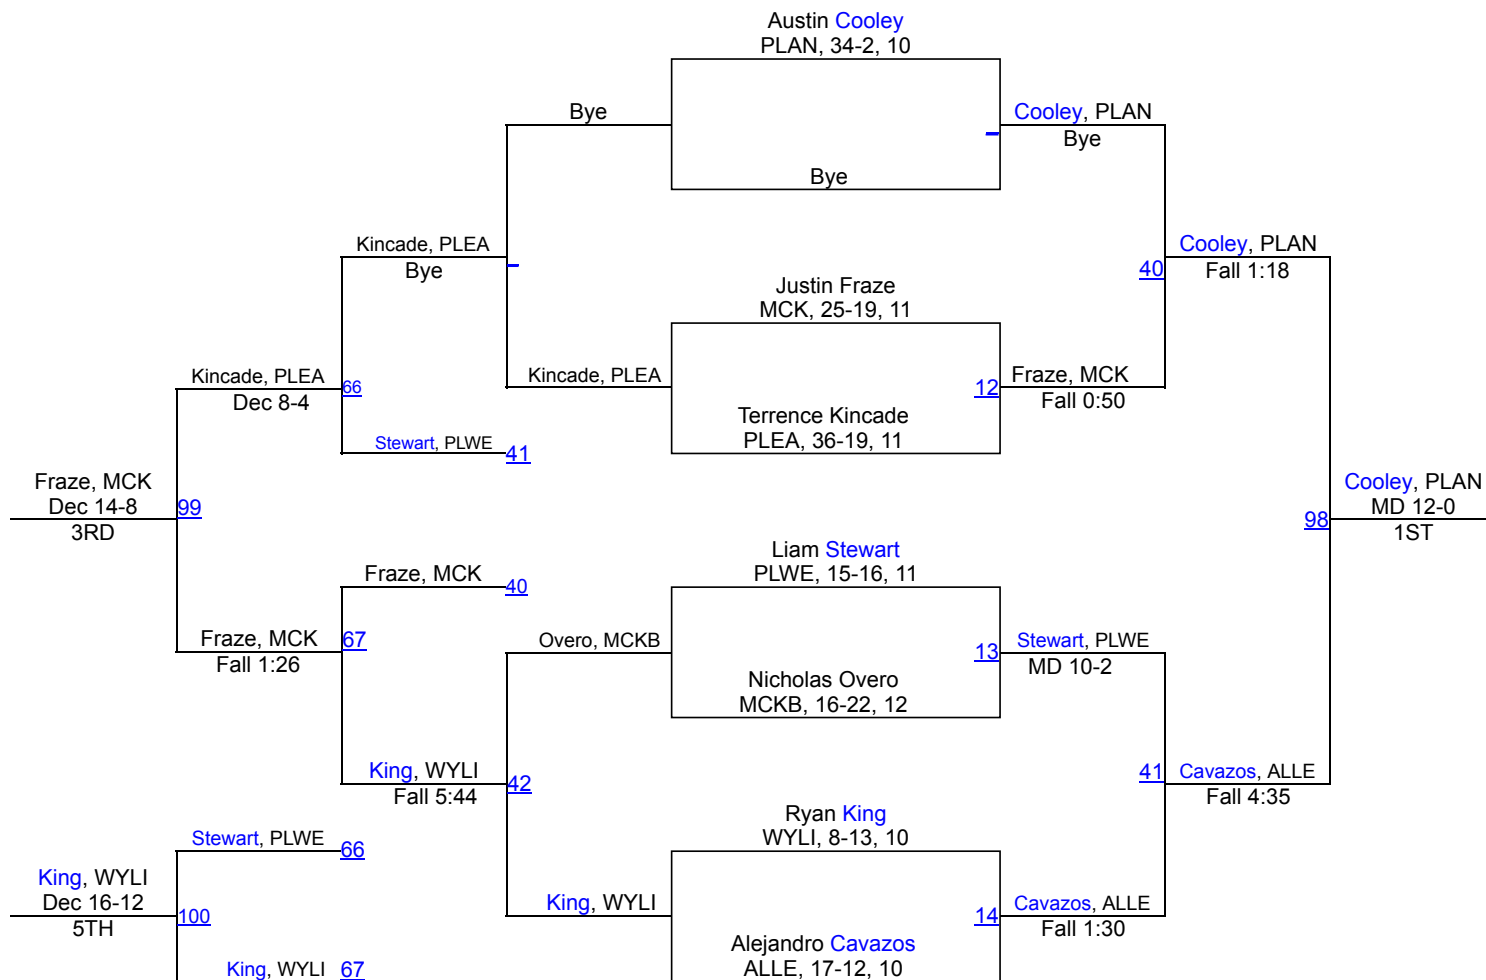 Austin Cooley
PLAN, 34-2, 10
Bye
Cooley, PLAN
Bye
Bye
Kincade, PLEA
Bye
Cooley, PLAN
40
Fall 1:18
Justin Fraze
MCK, 25-19, 11
Kincade, PLEA
66
Dec 8-4
Kincade, PLEA
12
Fraze, MCK
Fall 0:50
Terrence Kincade
PLEA, 36-19, 11
Stewart, PLWE
41
Fraze, MCK
Dec 14-8
99
3RD
Cooley, PLAN
MD 12-0
98
1ST
Liam Stewart
PLWE, 15-16, 11
Fraze, MCK
40
Fraze, MCK
67
Fall 1:26
Overo, MCKB
13
Stewart, PLWE
MD 10-2
Nicholas Overo
MCKB, 16-22, 12
King, WYLI
42
Fall 5:44
41
Cavazos, ALLE
Fall 4:35
Ryan King
WYLI, 8-13, 10
Stewart, PLWE
66
King, WYLI
Dec 16-12
100
5TH
King, WYLI
14
Cavazos, ALLE
Fall 1:30
Alejandro Cavazos
ALLE, 17-12, 10
King, WYLI
67